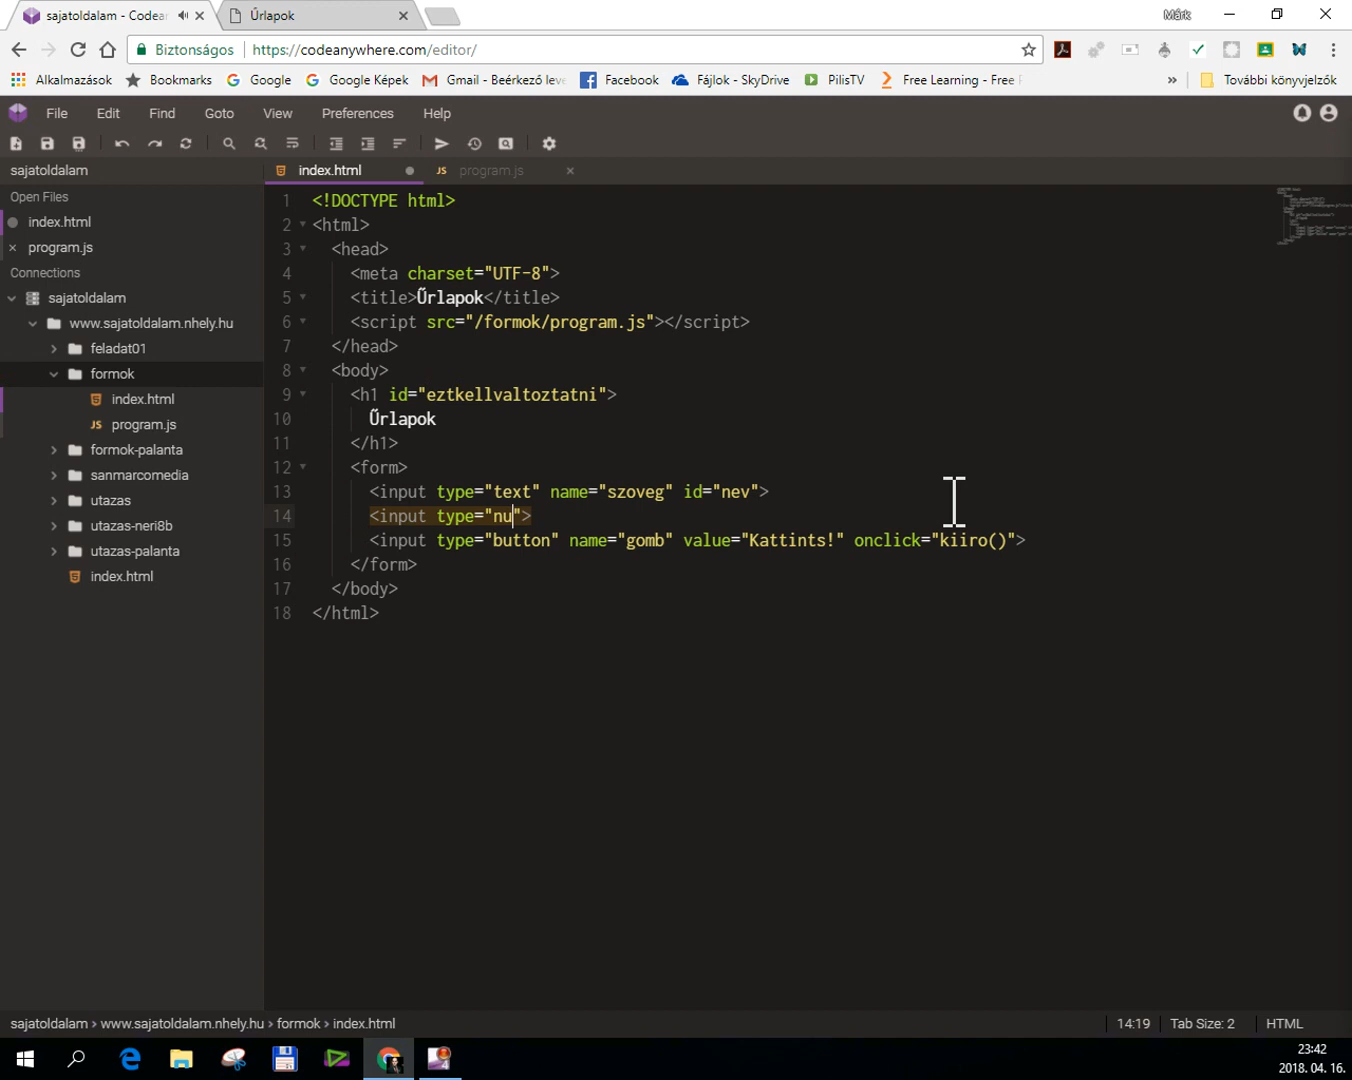 sajatoldalam - Codean
Űrlapok
Márk
Biztonságos
https://codeanywhere.com/editor/
Alkalmazások
Bookmarks
Google
Google Képek
Gmail - Beérkező leve
Facebook
Fájlok - SkyDrive
PilisTV
Free Learning - Free
»
További könyvjelzők
File Edit Find Goto View Preferences Help
sajatoldalam
index.html
JS program.js
Open Files
index.html
program.js
Connections
sajatoldalam
www.sajatoldalam.nhely.hu
feladat01
formok
index.html
JS program.js
formok-palanta
sanmarcomedia
utazas
utazas-neri8b
utazas-palanta
index.html
1 <!DOCTYPE html>
2 <html>
3 <head>
4 <meta charset="UTF-8">
5 <title>Űrlapok</title>
6 <script src="/formok/program.js"></script>
7 </head>
8 <body>
9 <h1 id="eztkellvaltoztatni">
10 Űrlapok
11 </h1>
12 <form>
13 <input type="text" name="szoveg" id="nev">
14 <input type="nu">
15 <input type="button" name="gomb" value="Kattints!" onclick="kiiro()">
16 </form>
17 </body>
18 </html>
sajatoldalam › www.sajatoldalam.nhely.hu › formok › index.html
14:19 Tab Size: 2 HTML
4
23:42
2018. 04. 16.